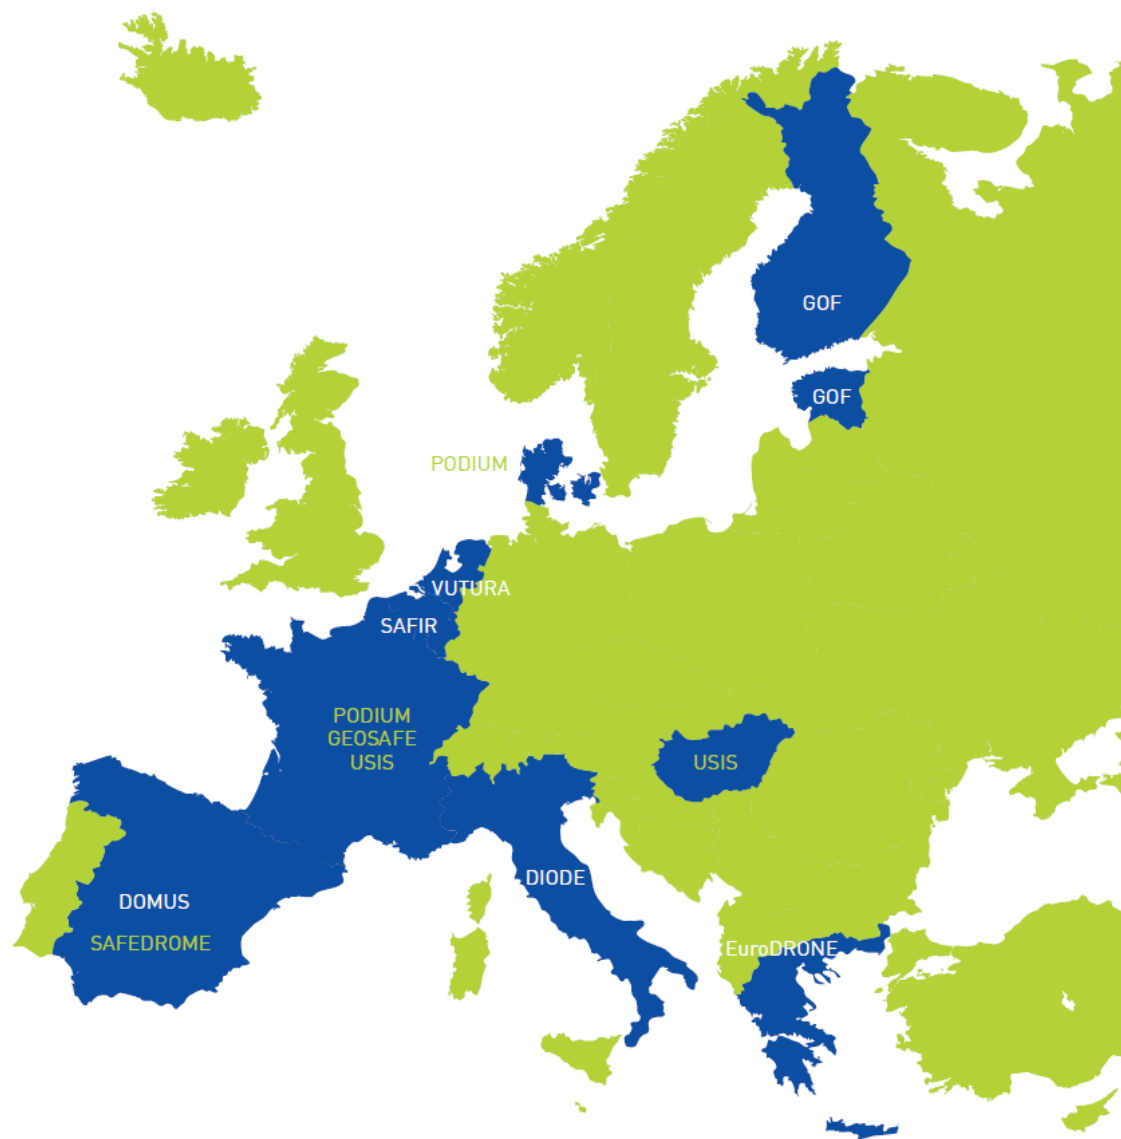 GOF
GOF
PODIUM
VUTURA
SAFIR
PODIUM
GEOSAFE
USIS
USIS
DIODE
DOMUS
SAFEDROME
EuroDRONE